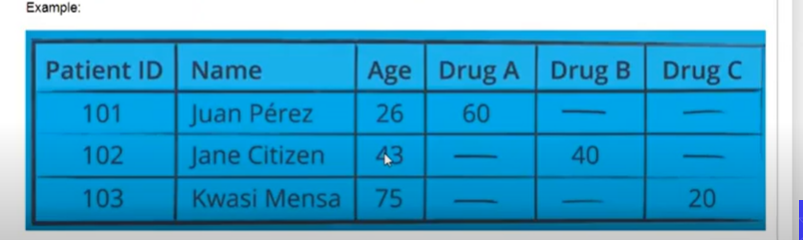 Example:
Patient ID Name Age Drug A Drug B Drug C
101 Juan Pérez 26 60 — —
102 Jane Citizen 43 — 40 —
103 Kwasi Mensa 75 — — 20